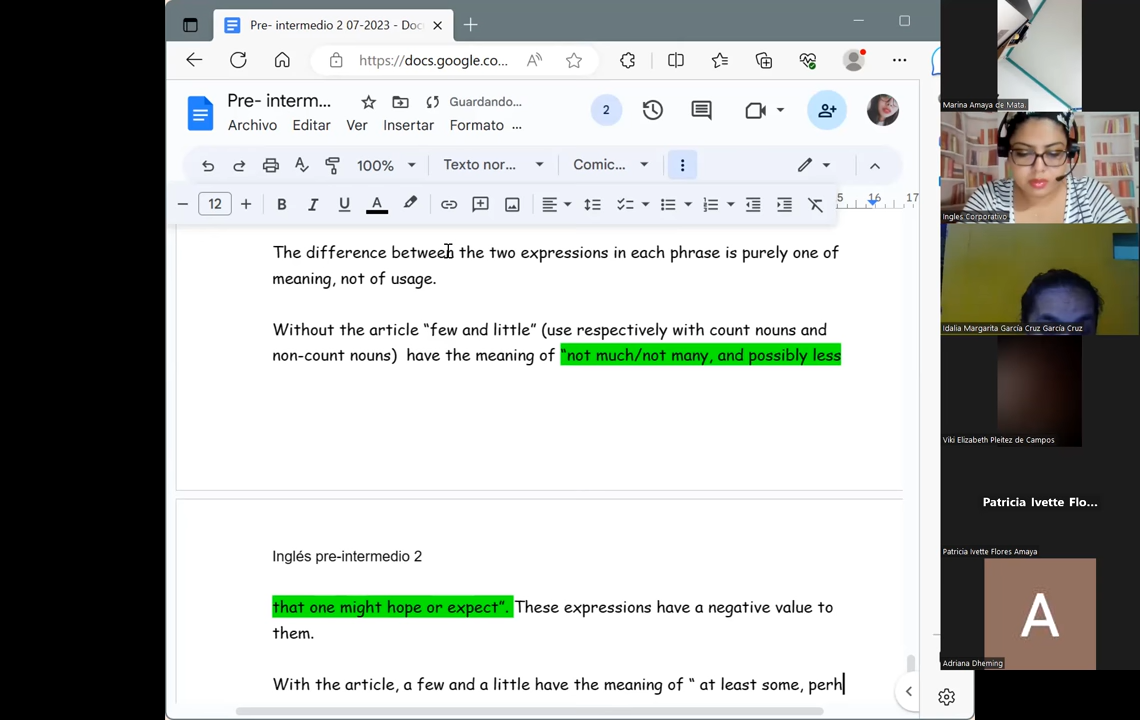 Pre- intermedio 2 07-2023 - Doc
https://docs.google.co...
Pre- interm...
Guardando...
2
Archivo Editar Ver Insertar Formato ...
100% Texto nor... Comic...
12
15 16 17
The difference between the two expressions in each phrase is purely one of
meaning, not of usage.
Without the article “few and little” (use respectively with count nouns and
non-count nouns) have the meaning of “not much/not many, and possibly less
Inglés pre-intermedio 2
that one might hope or expect”. These expressions have a negative value to
them.
With the article, a few and a little have the meaning of “ at least some, perh
Marina Amaya de Mata.
Ingles Corporativo
Idalia Margarita García Cruz García Cruz
Viki Elizabeth Pleitez de Campos
Patricia Ivette Flo...
Patricia Ivette Flores Amaya
A
Adriana Dheming